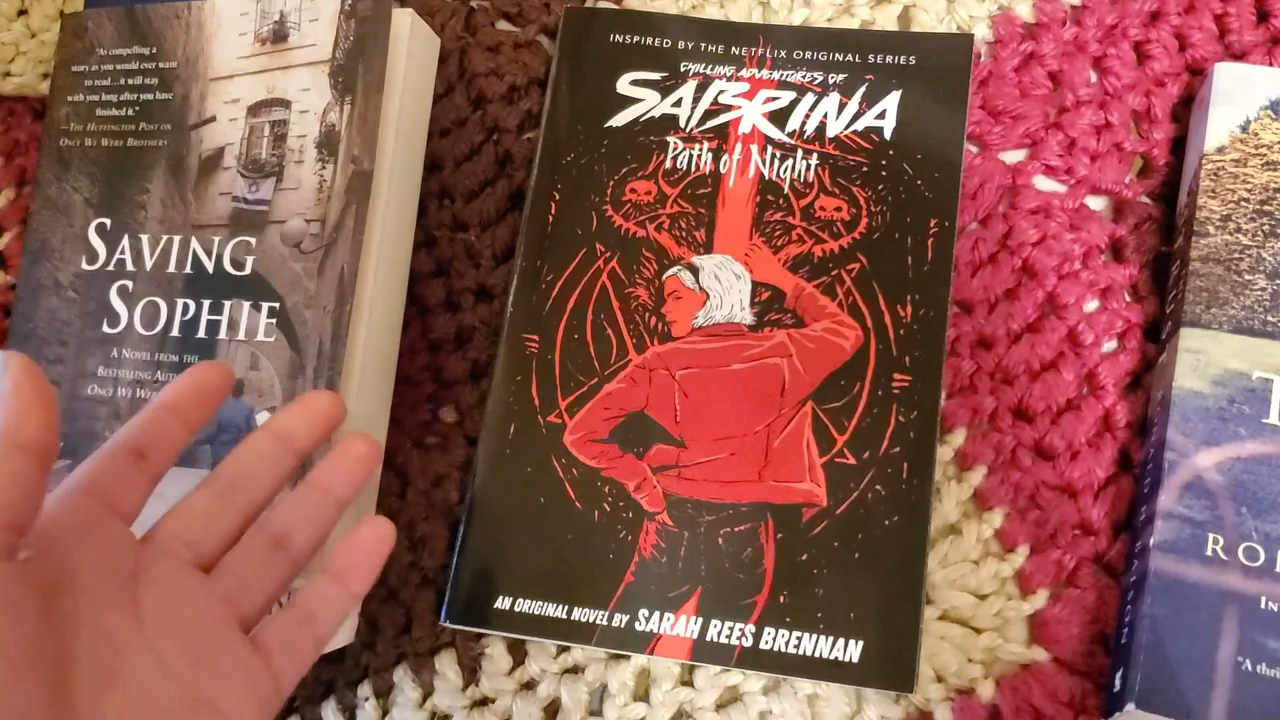 "As compelling a
story as you would ever want
to read...it will stay
with you long after you have
finished it."
—The Huffington Post on
Once We Were Brothers
Saving
Sophie
A Novel from the
Bestselling
Once We
INSPIRED BY THE NETFLIX ORIGINAL SERIES
CHILLING ADVENTURES OF
SABRINA
Path of Night
AN ORIGINAL NOVEL BY SARAH REES BRENNAN